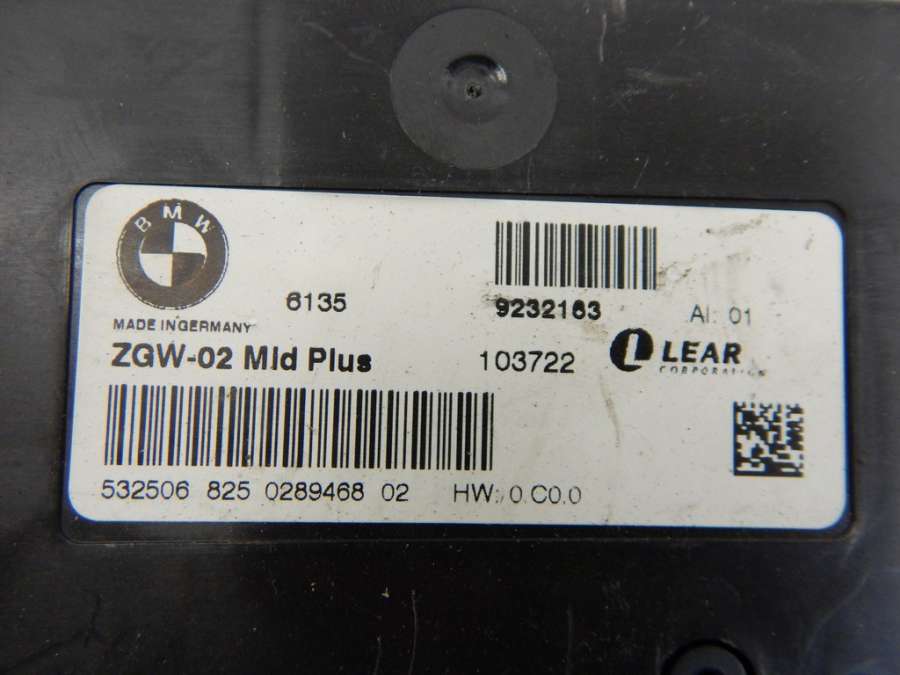 BMW
6135
9232163
AI: 01
MADE IN GERMANY
ZGW-02 Mid Plus
103722
LEAR
CORPORATION
532506 825 0289468 02
HW: 0.C0.0